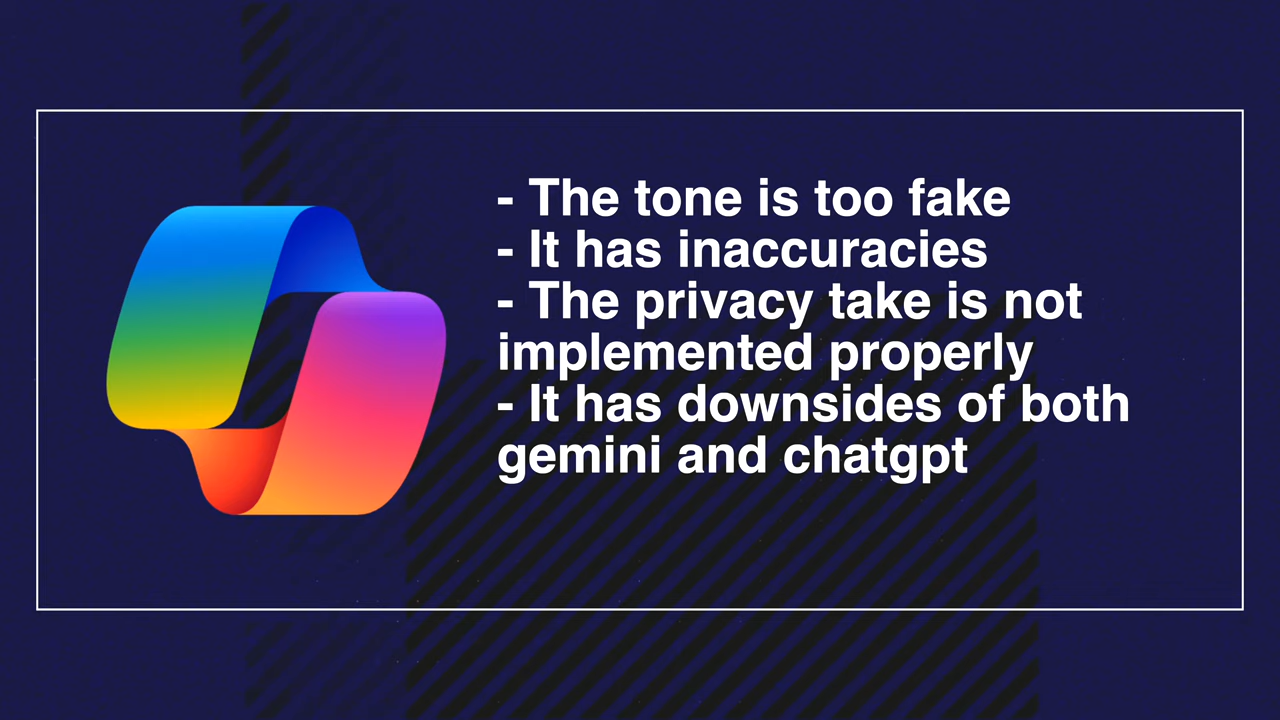 - The tone is too fake
- It has inaccuracies
- The privacy take is not
implemented properly
- It has downsides of both
gemini and chatgpt